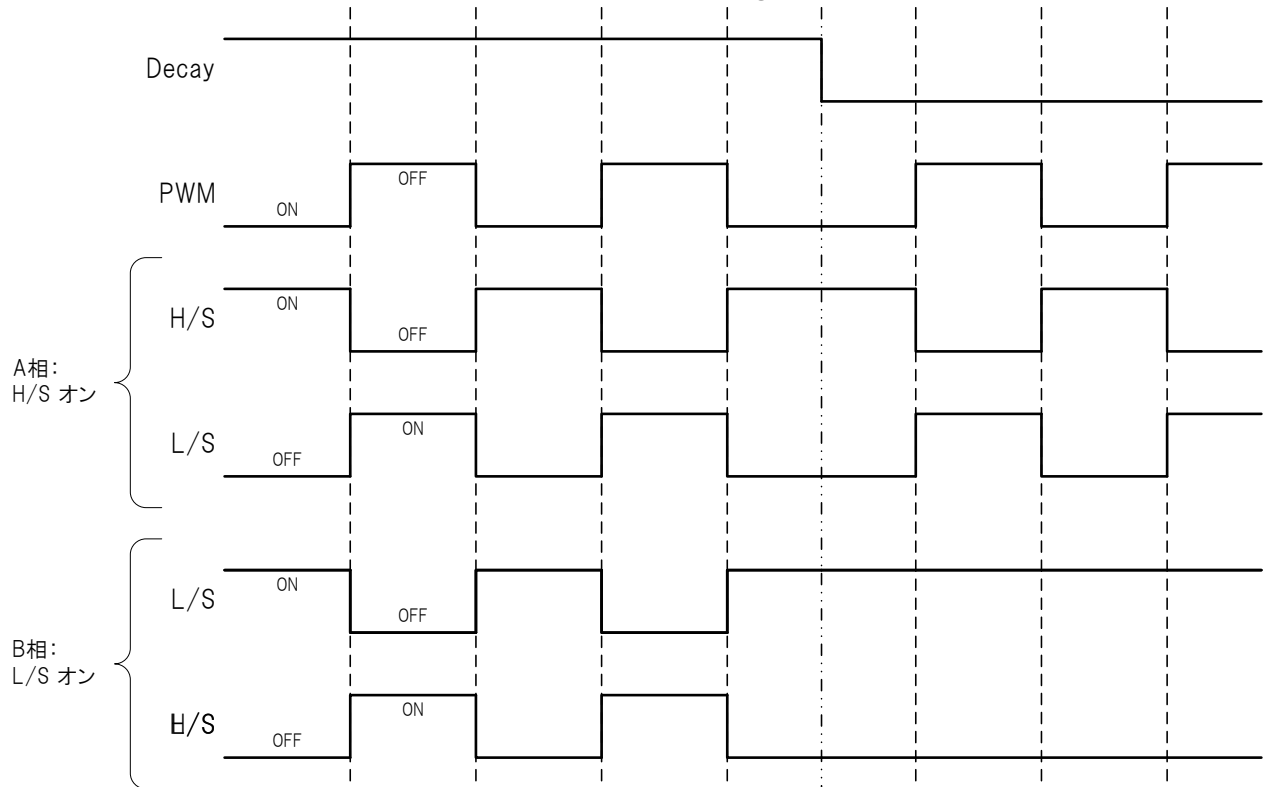 Decay
PWM
ON
OFF
H/S
ON
OFF
L/S
OFF
ON
A相:
H/S オン
L/S
ON
OFF
B相:
L/S オン
H/S
OFF
ON